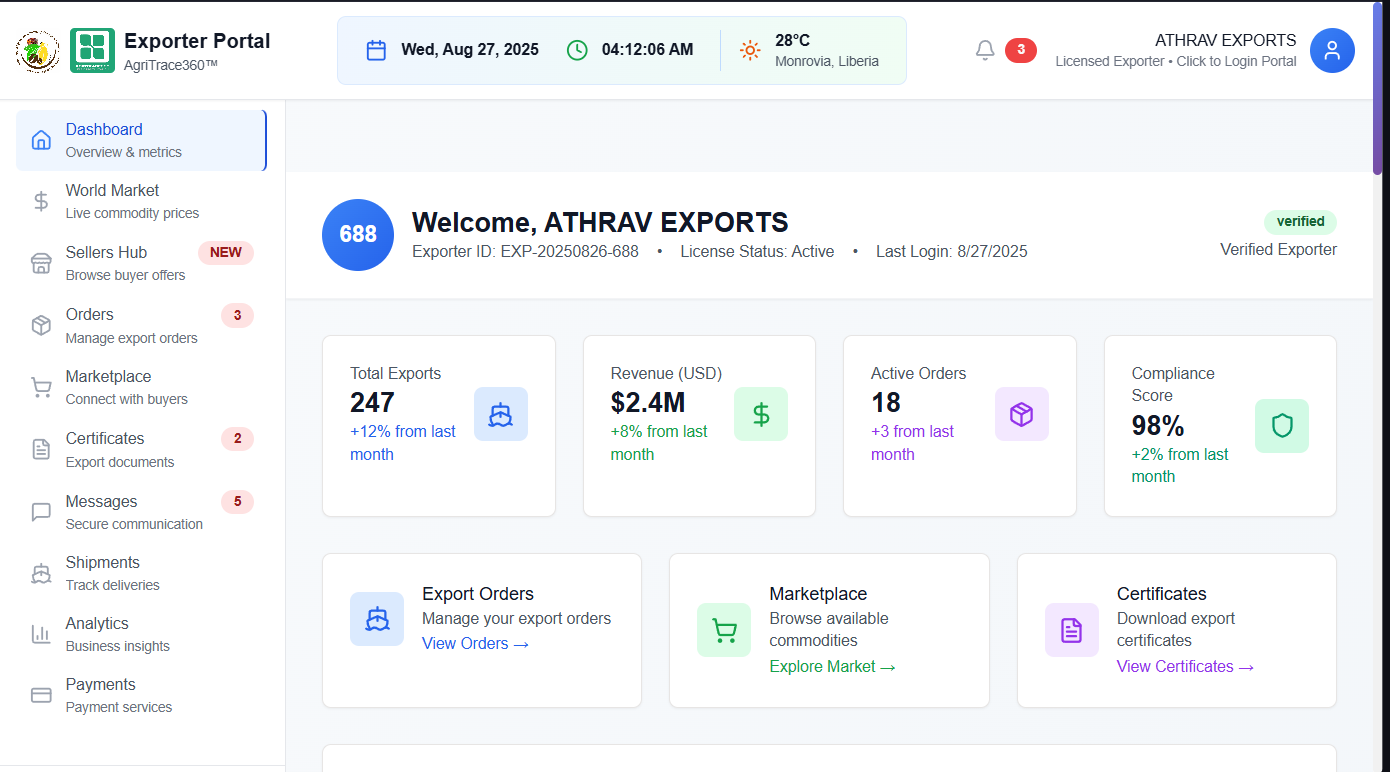 Exporter Portal
AgriTrace360™
Wed, Aug 27, 2025
04:12:06 AM
28°C
Monrovia, Liberia
3
ATHRAV EXPORTS
Licensed Exporter • Click to Login Portal
Dashboard
Overview & metrics
World Market
Live commodity prices
Sellers Hub
NEW
Browse buyer offers
Orders
3
Manage export orders
Marketplace
Connect with buyers
Certificates
2
Export documents
Messages
5
Secure communication
Shipments
Track deliveries
Analytics
Business insights
Payments
Payment services
688
Welcome, ATHRAV EXPORTS
Exporter ID: EXP-20250826-688 • License Status: Active • Last Login: 8/27/2025
verified
Verified Exporter
Total Exports
247
+12% from last
month
Revenue (USD)
$2.4M
+8% from last
month
Active Orders
18
+3 from last
month
Compliance
Score
98%
+2% from last
month
Export Orders
Manage your export orders
View Orders →
Marketplace
Browse available
commodities
Explore Market →
Certificates
Download export
certificates
View Certificates →